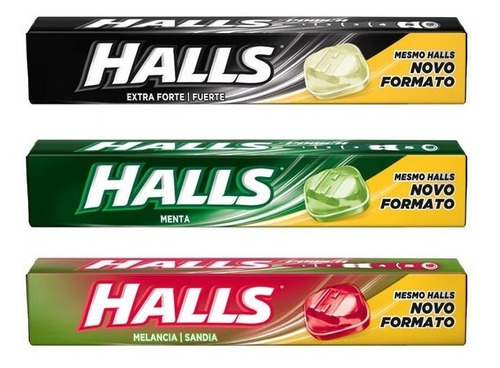 HALLS
EXTRA FORTE | FUERTE
MESMO HALLS
NOVO
FORMATO
HALLS
MENTA
MESMO HALLS
NOVO
FORMATO
HALLS
MELANCIA | SANDIA
MESMO HALLS
NOVO
FORMATO